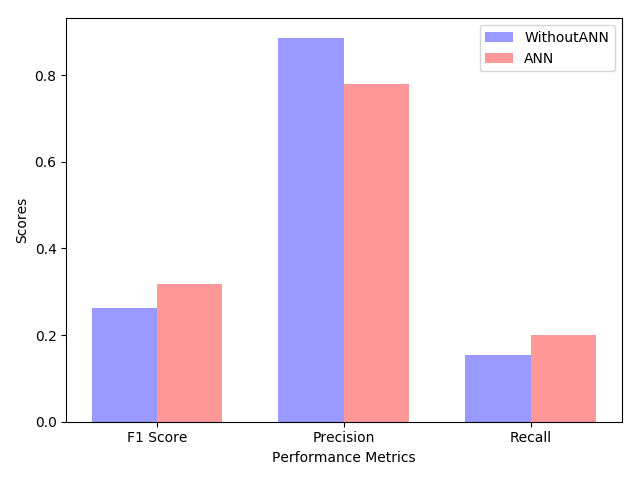 WithoutANN
ANN
Scores
0.8
0.6
0.4
0.2
0.0
F1 Score
Precision
Recall
Performance Metrics